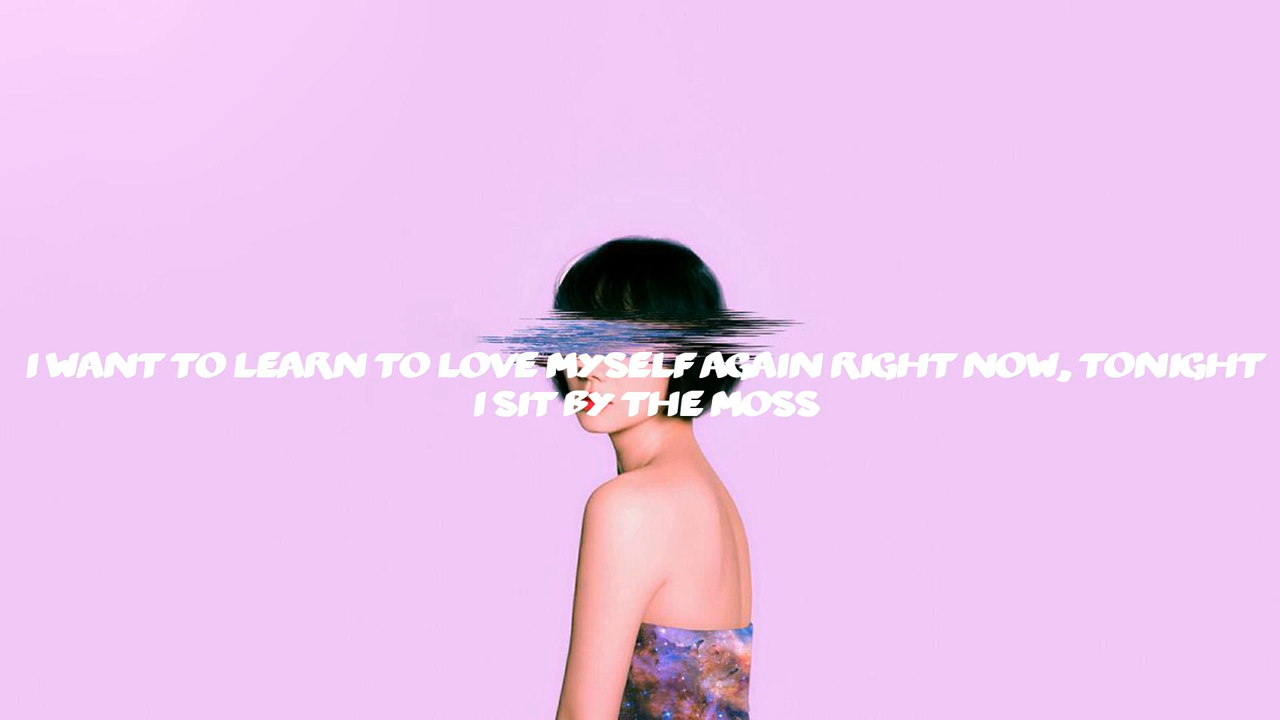 I WANT TO LEARN TO LOVE MYSELF AGAIN RIGHT NOW, TONIGHT
I SIT BY THE MOSS